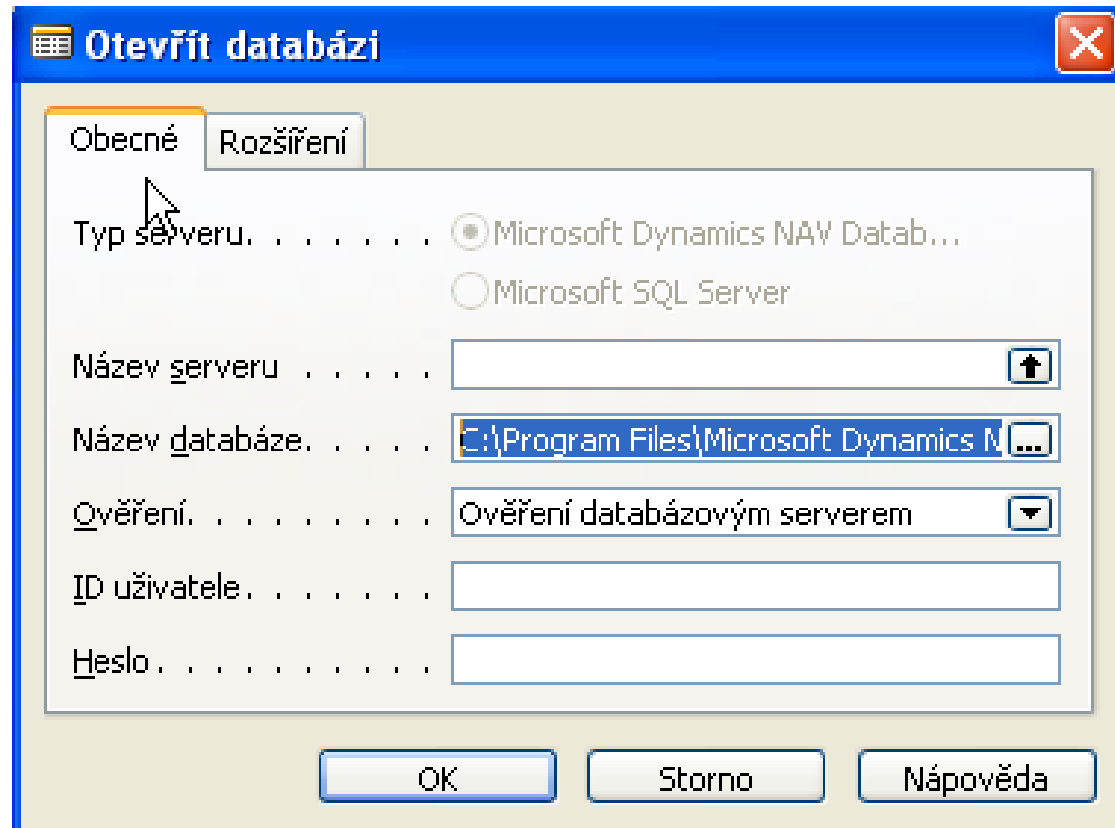 Otevřít databázi
Obecné Rozšíření
Typ serveru. . . . . . . Microsoft Dynamics NAV Datab...
Microsoft SQL Server
Název serveru . . . . .
Název databáze. . . . . C:\Program Files\Microsoft Dynamics N ...
Ověření. . . . . . . . . Ověření databázovým serverem
ID uživatele. . . . . . .
Heslo. . . . . . . . . .
OK Storno Nápověda